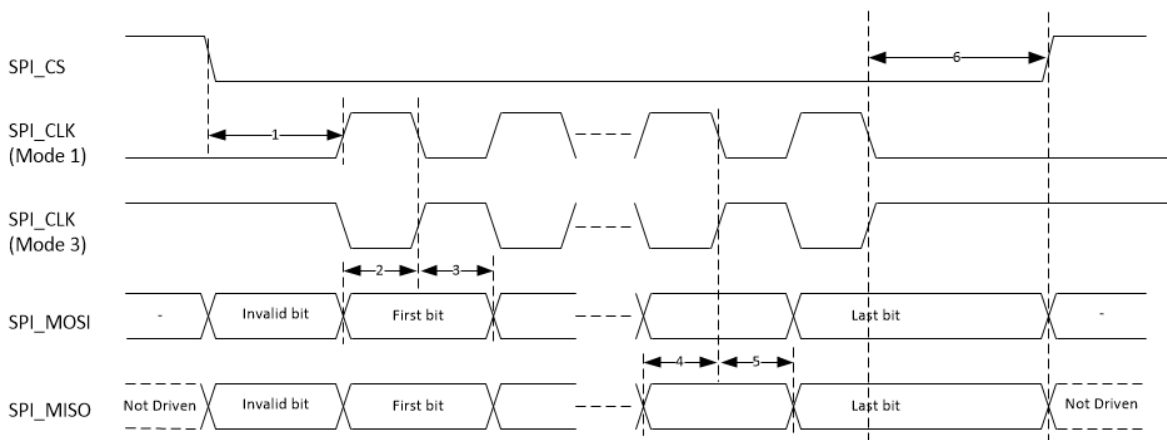 SPI_CS
6
SPI_CLK
(Mode 1)
1
SPI_CLK
(Mode 3)
2
3
SPI_MOSI
-
Invalid bit
First bit
Last bit
-
4
5
SPI_MISO
Not Driven
Invalid bit
First bit
Last bit
Not Driven